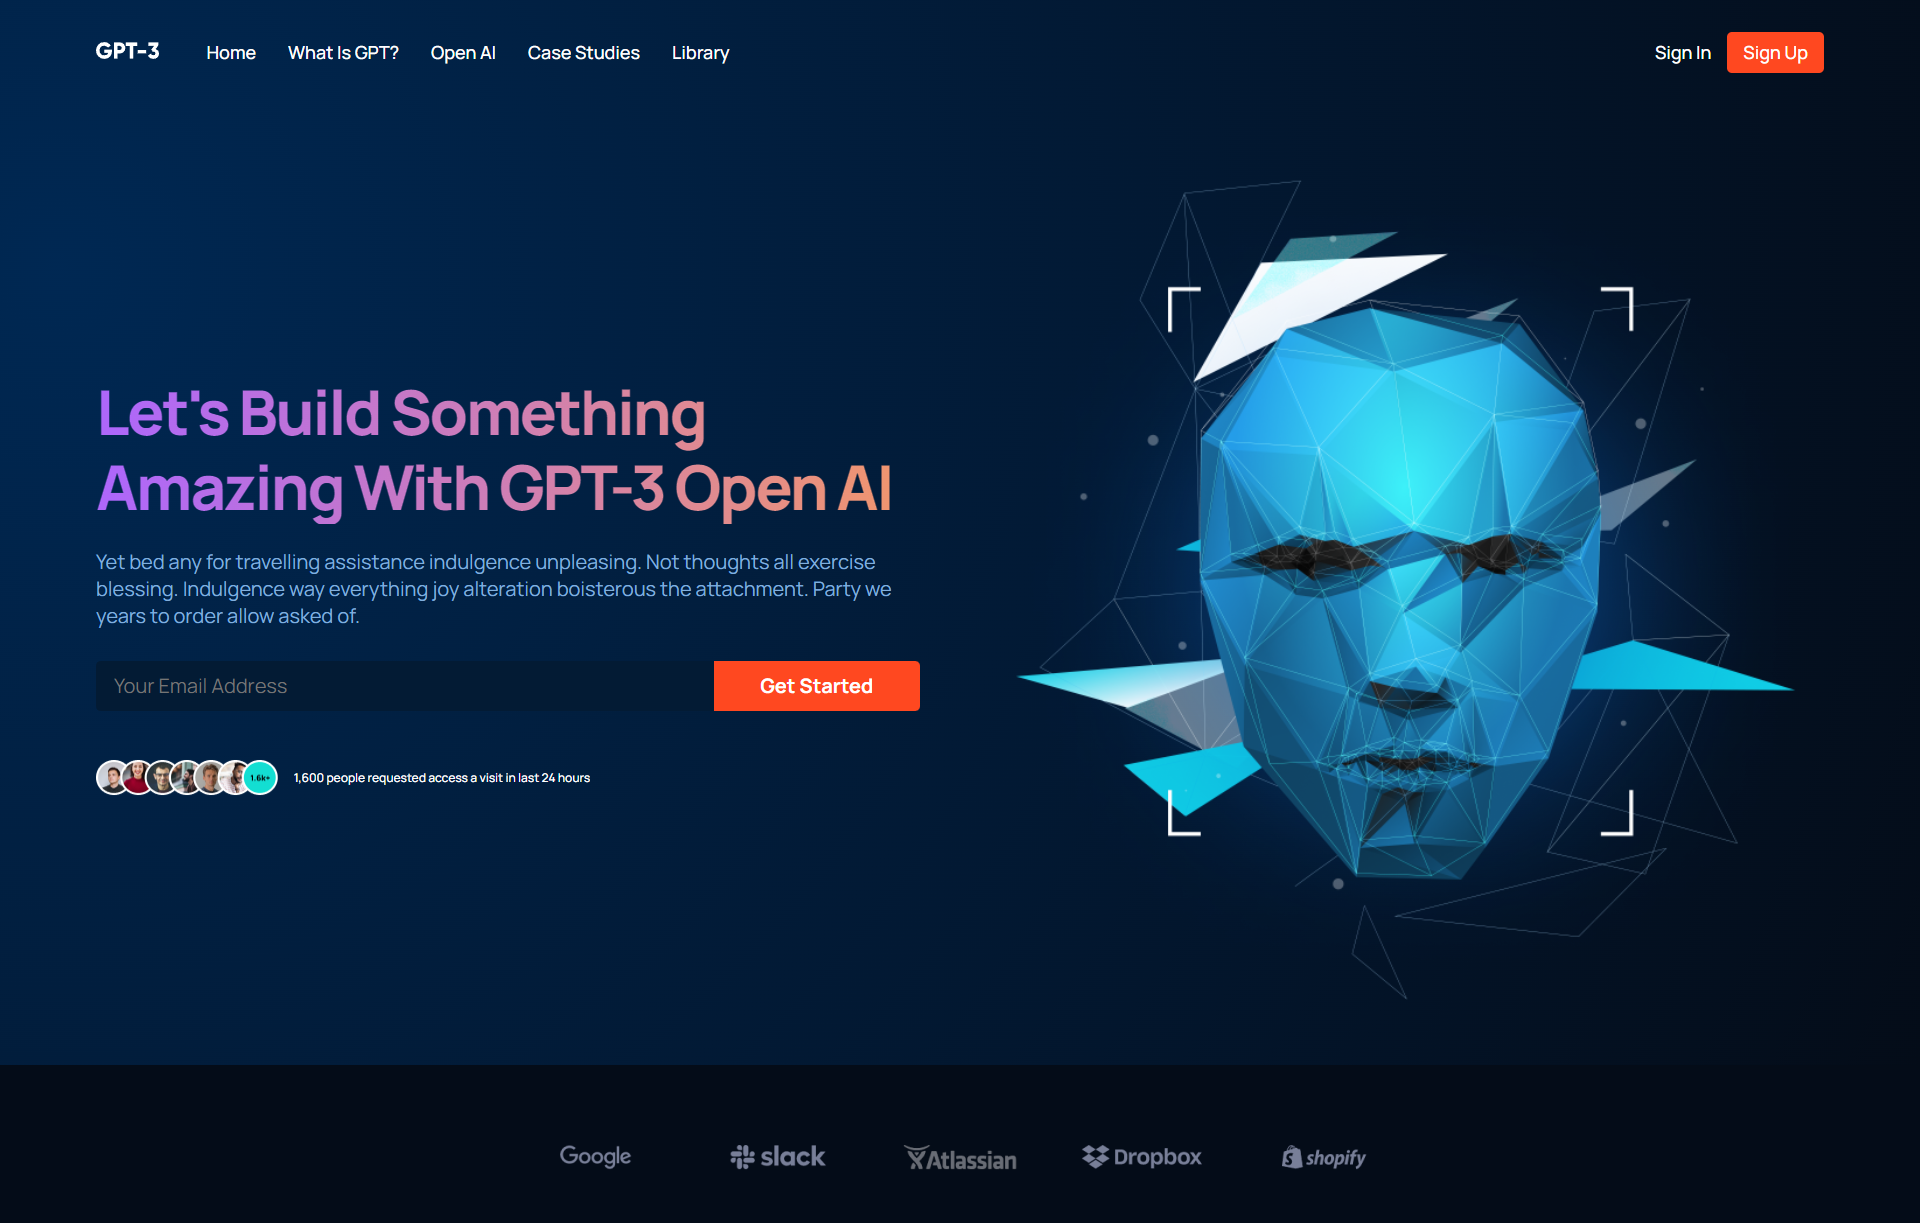 GPT-3
Home
What Is GPT?
Open AI
Case Studies
Library
Sign In
Sign Up
Let's Build Something
Amazing With GPT-3 Open AI
Yet bed any for travelling assistance indulgence unpleasing. Not thoughts all exercise
blessing. Indulgence way everything joy alteration boisterous the attachment. Party we
years to order allow asked of.
Your Email Address
Get Started
1.6k+
1,600 people requested access a visit in last 24 hours
Google
slack
Atlassian
Dropbox
shopify